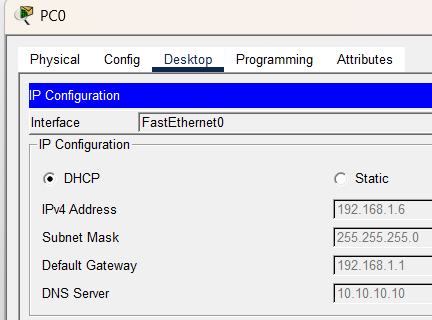 PC0
Physical Config Desktop Programming Attributes
IP Configuration
Interface FastEthernet0
IP Configuration
DHCP Static
IPv4 Address 192.168.1.6
Subnet Mask 255.255.255.0
Default Gateway 192.168.1.1
DNS Server 10.10.10.10